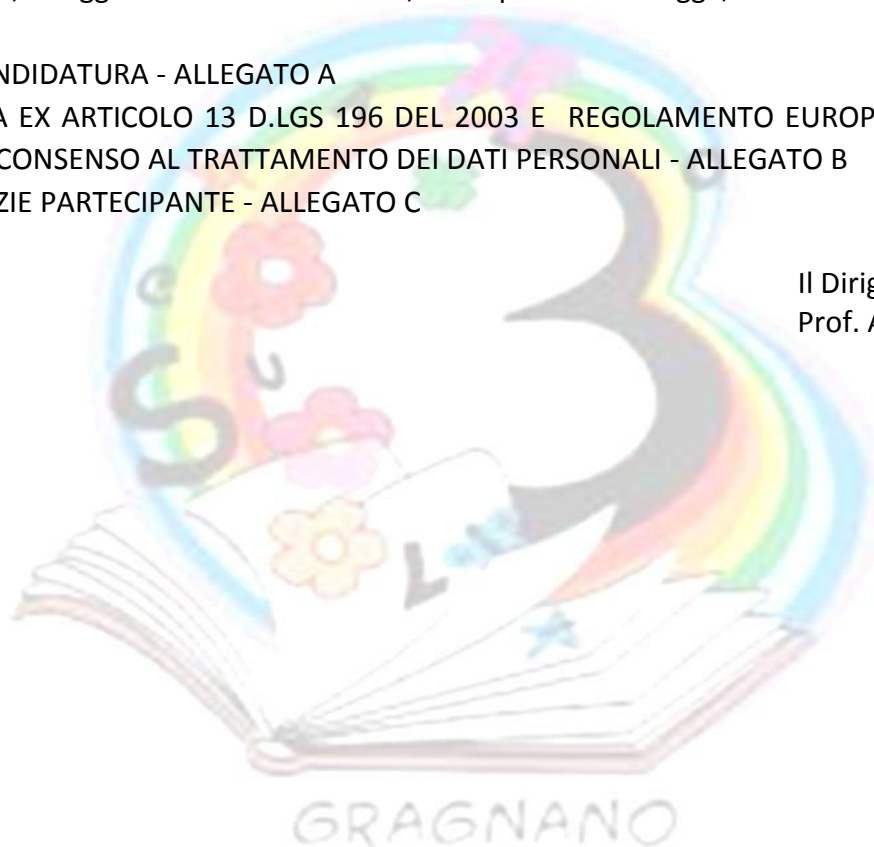 NDIDATURA - ALLEGATO A
A EX ARTICOLO 13 D.LGS 196 DEL 2003 E REGOLAMENTO EUROP
CONSENSO AL TRATTAMENTO DEI DATI PERSONALI - ALLEGATO B
ZIE PARTECIPANTE - ALLEGATO C
Il Dirig
Prof. A
3
S
U
L
GRAGNANO